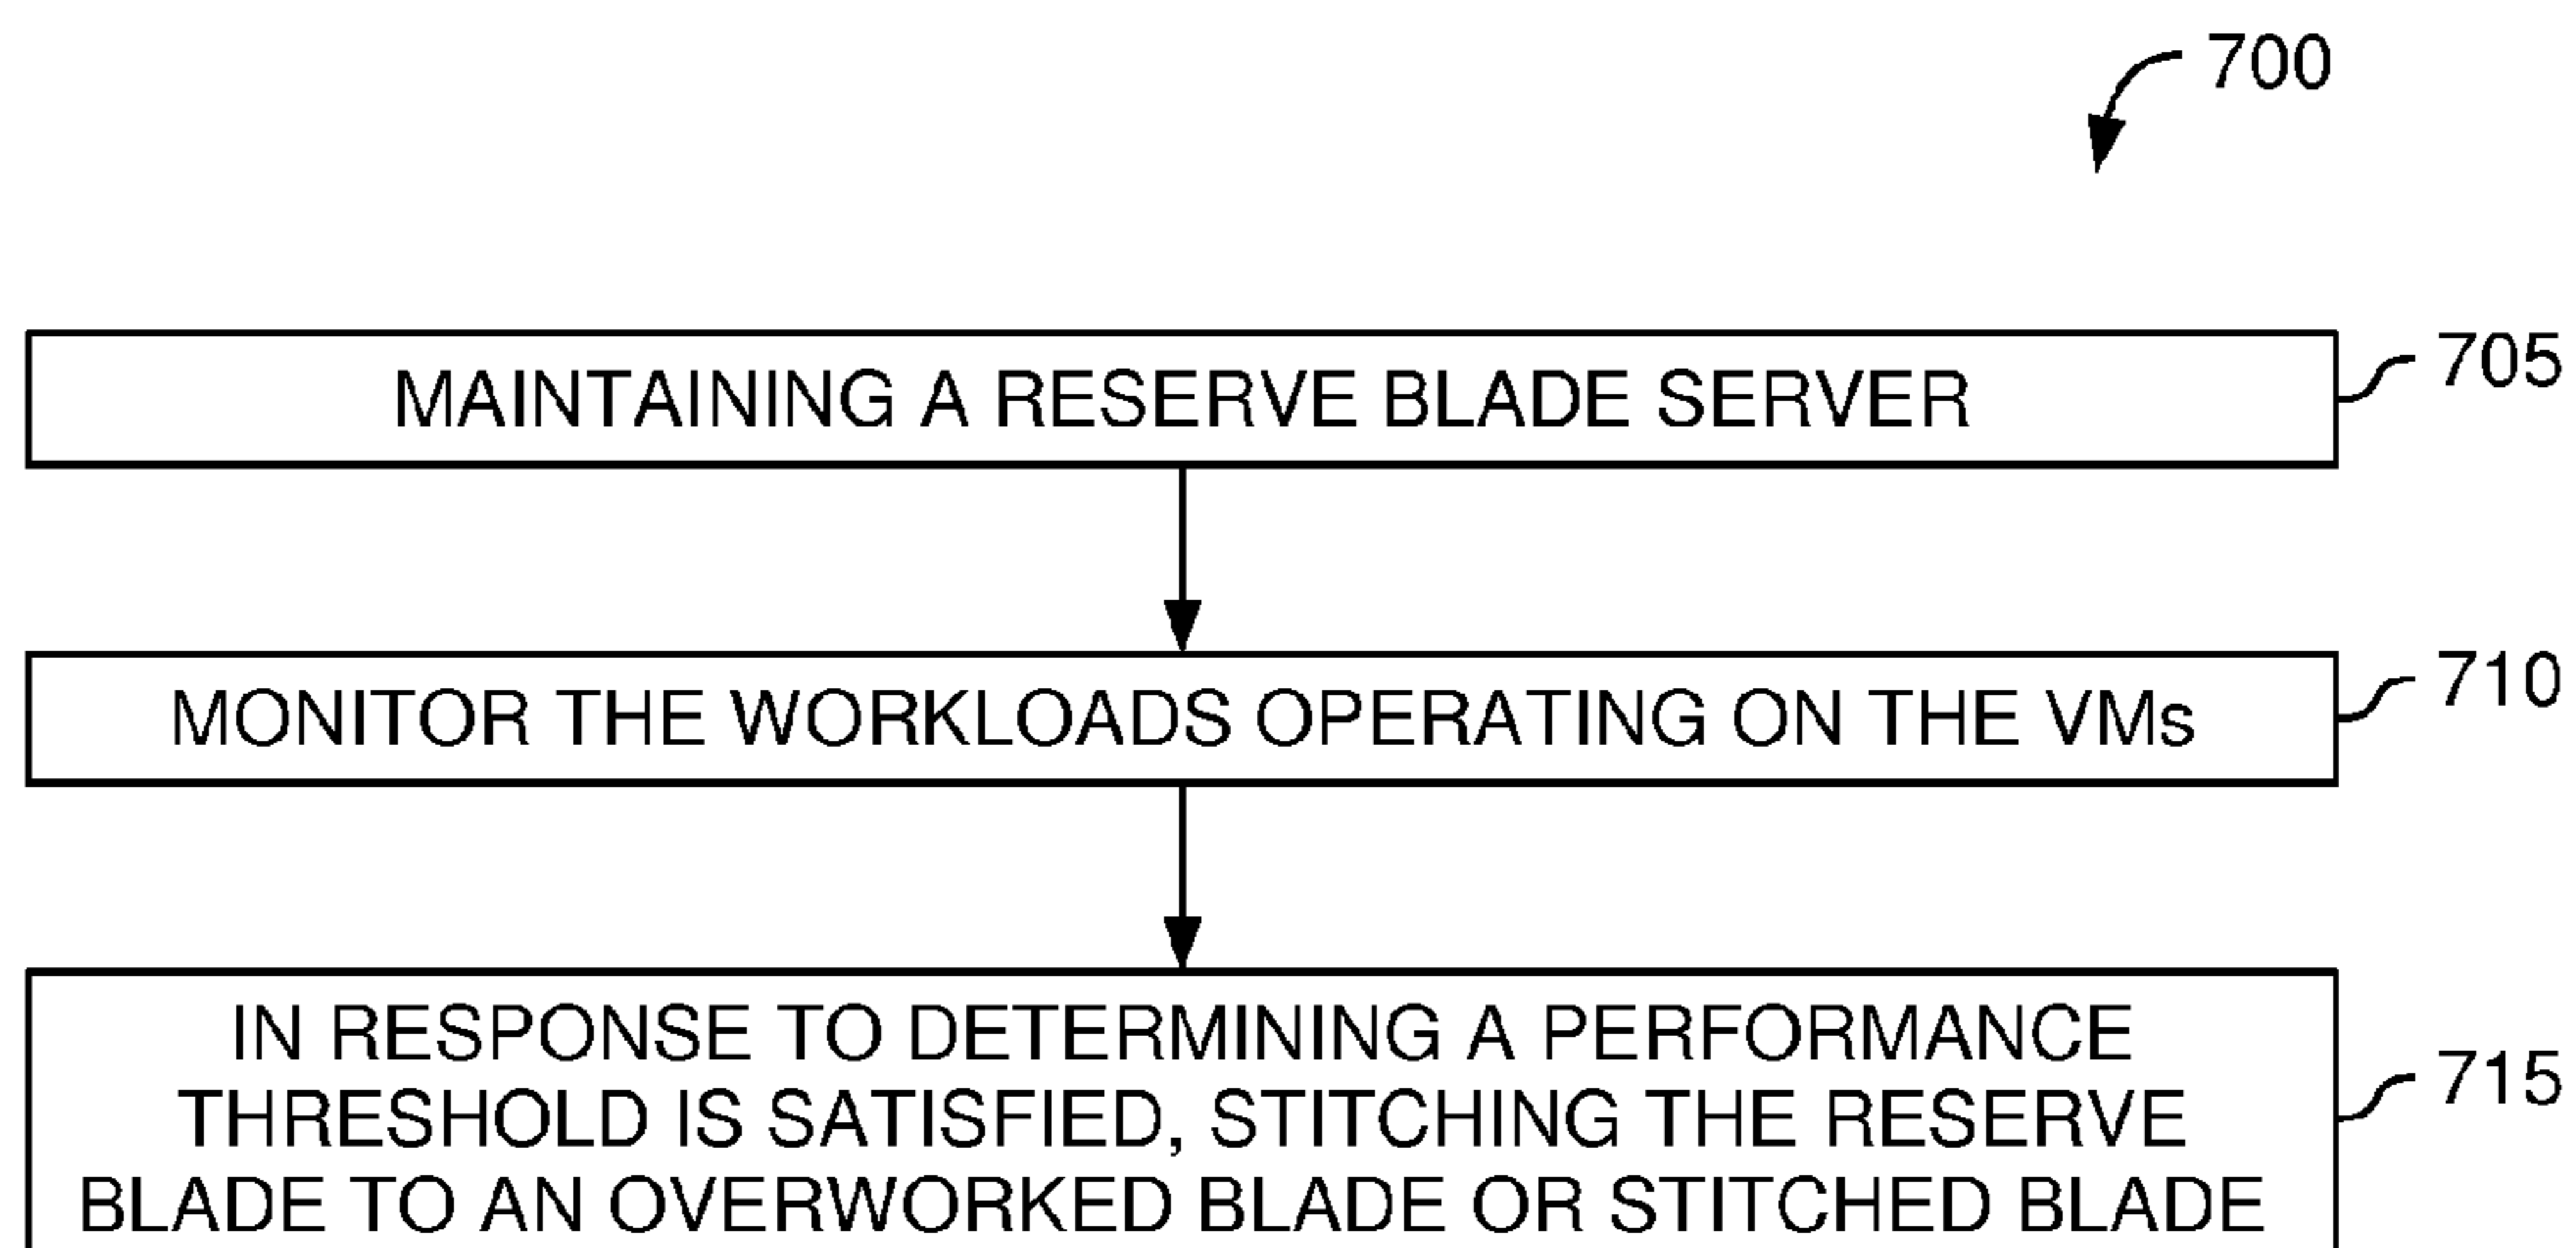 700
MAINTAINING A RESERVE BLADE SERVER
705
MONITOR THE WORKLOADS OPERATING ON THE VMs
710
IN RESPONSE TO DETERMINING A PERFORMANCE
THRESHOLD IS SATISFIED, STITCHING THE RESERVE
BLADE TO AN OVERWORKED BLADE OR STITCHED BLADE
715